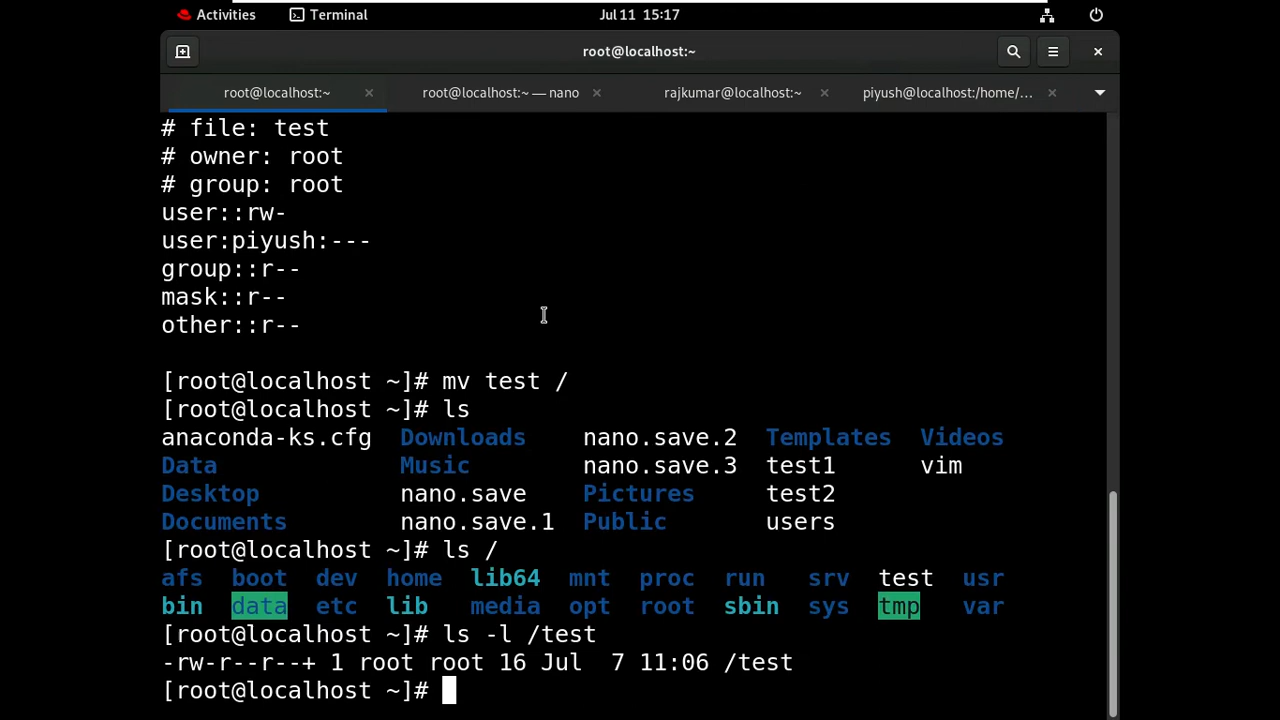 Activities Terminal Jul 11 15:17
root@localhost:~
root@localhost:~ × root@localhost:~ — nano × rajkumar@localhost:~ × piyush@localhost:/home/... ×
# file: test
# owner: root
# group: root
user::rw-
user:piyush:---
group::r--
mask::r--
other::r--
[root@localhost ~]# mv test /
[root@localhost ~]# ls
anaconda-ks.cfg Downloads nano.save.2 Templates Videos
Data Music nano.save.3 test1 vim
Desktop nano.save Pictures test2
Documents nano.save.1 Public users
[root@localhost ~]# ls /
afs boot dev home lib64 mnt proc run srv test usr
bin data etc lib media opt root sbin sys tmp var
[root@localhost ~]# ls -l /test
-rw-r--r--+ 1 root root 16 Jul 7 11:06 /test
[root@localhost ~]#